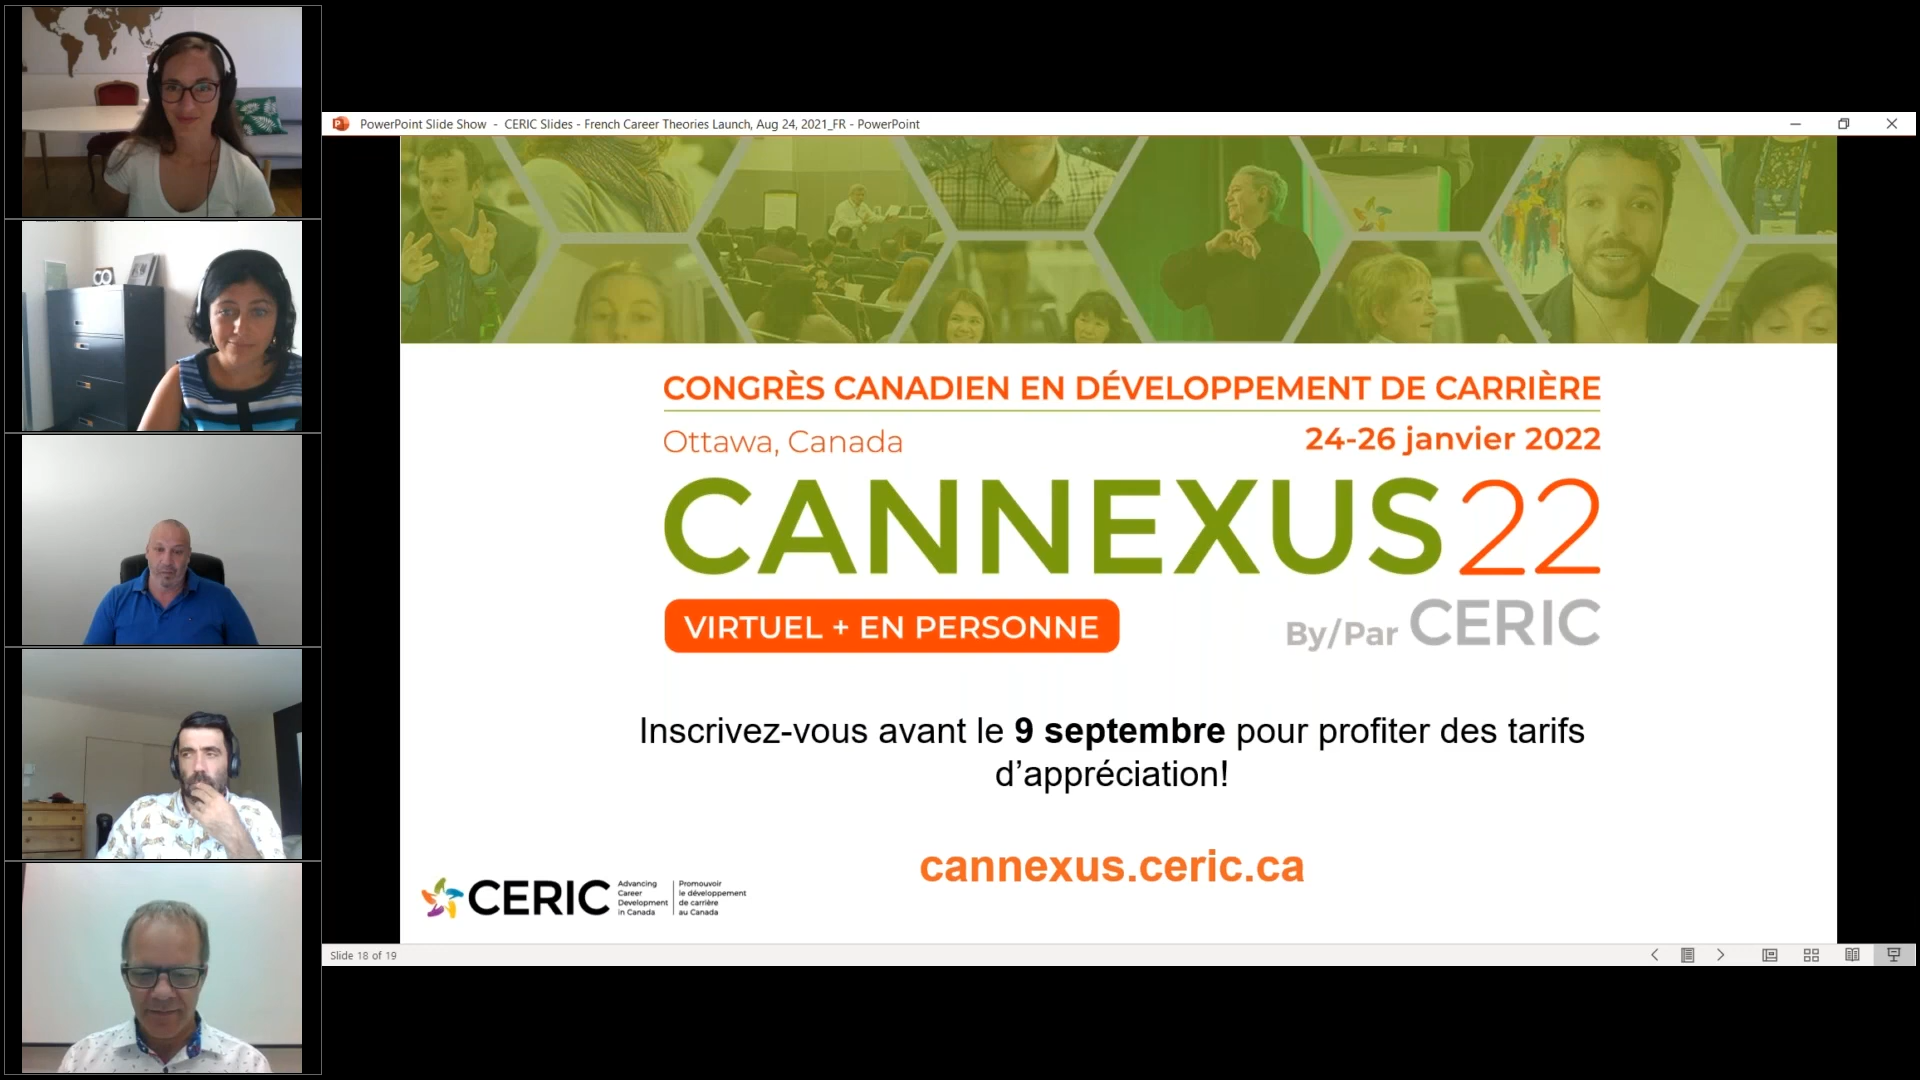 PowerPoint Slide Show - CERIC Slides - French Career Theories Launch, Aug 24, 2021_FR - PowerPoint
CONGRÈS CANADIEN EN DÉVELOPPEMENT DE CARRIÈRE
Ottawa, Canada
24-26 janvier 2022
CANNEXUS22
VIRTUEL + EN PERSONNE
By/Par CERIC
Inscrivez-vous avant le 9 septembre pour profiter des tarifs
d’appréciation!
cannexus.ceric.ca
CERIC
Advancing
Career
Development
in Canada
Promouvoir
le développement
de carrière
au Canada
Slide 18 of 19